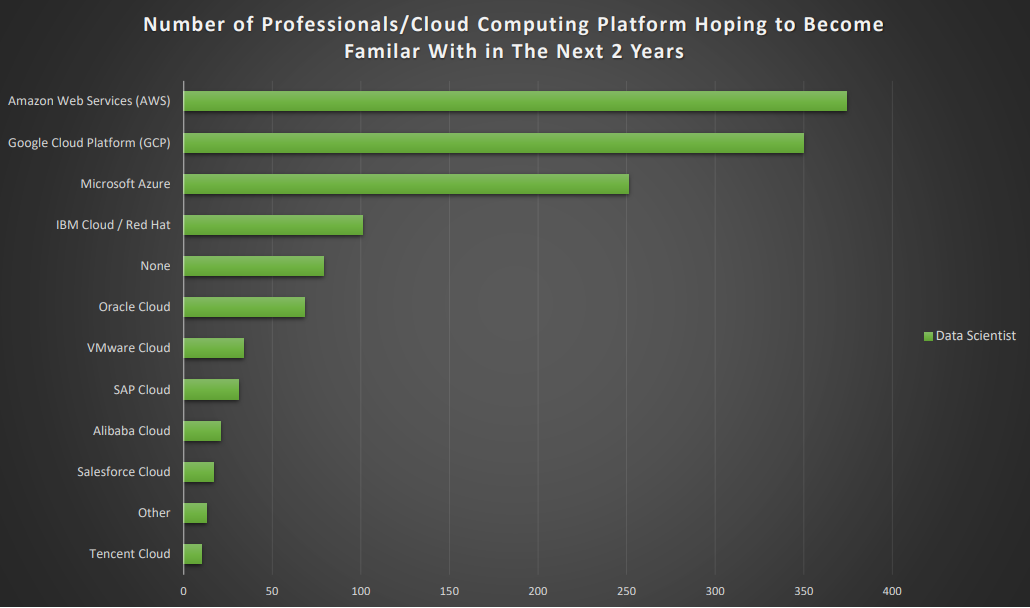 Number of Professionals/Cloud Computing Platform Hoping to Become
Familar With in The Next 2 Years
Amazon Web Services (AWS)
Google Cloud Platform (GCP)
Microsoft Azure
IBM Cloud / Red Hat
None
Oracle Cloud
VMware Cloud
SAP Cloud
Alibaba Cloud
Salesforce Cloud
Other
Tencent Cloud
0 50 100 150 200 250 300 350 400
Data Scientist